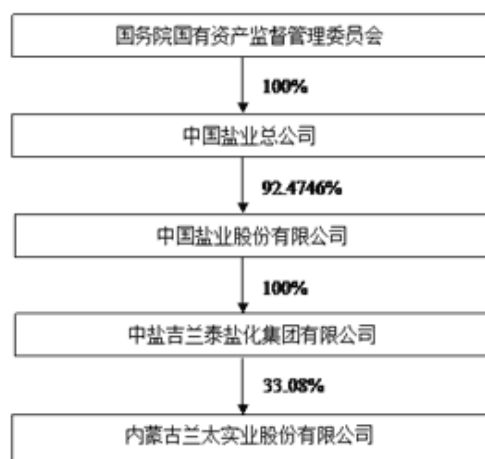 国务院国有资产监督管理委员会
100%
中国盐业总公司
92.4746%
中国盐业股份有限公司
100%
中盐吉兰泰盐化集团有限公司
33.08%
内蒙古兰太实业股份有限公司